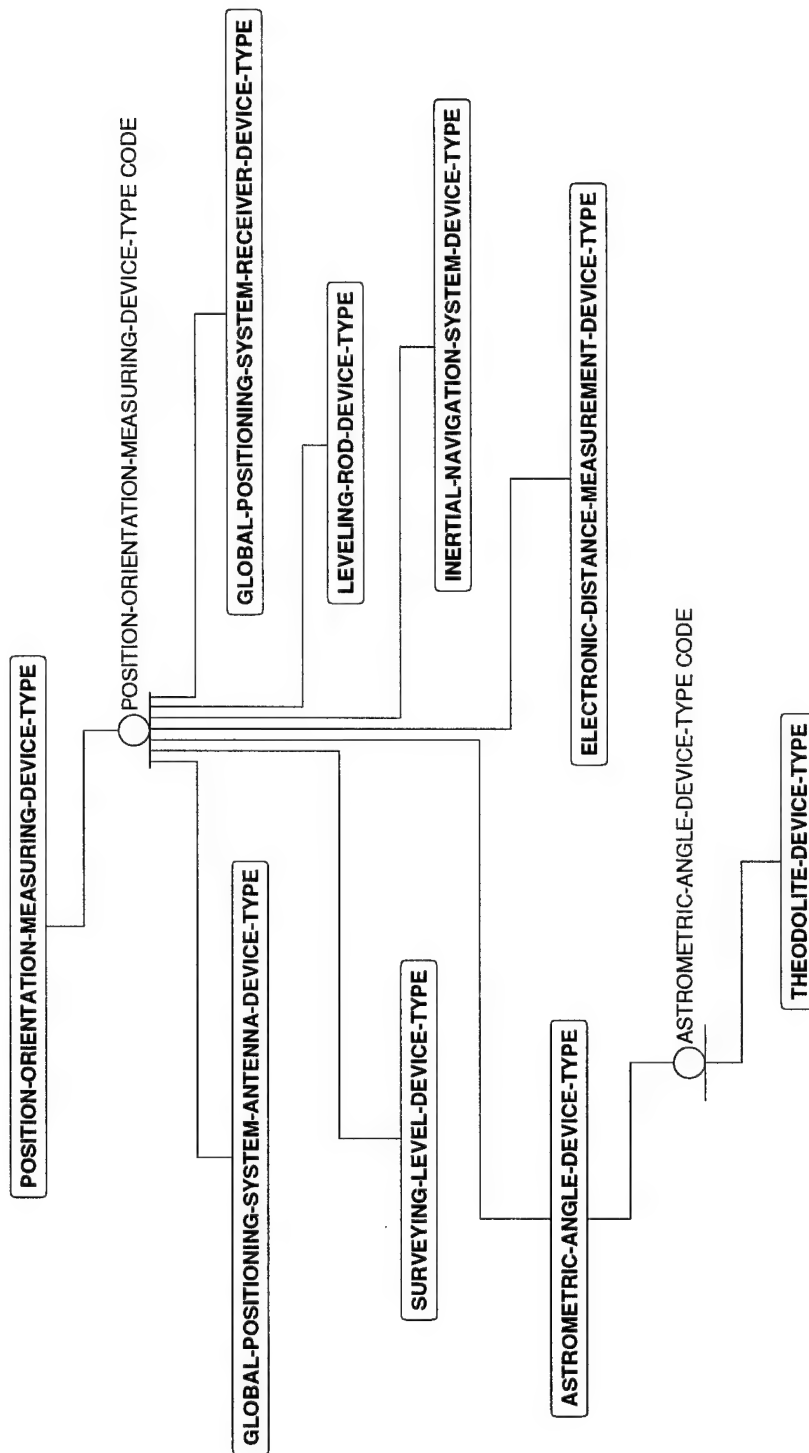 POSITION-ORIENTATION-MEASURING-DEVICE-TYPE
POSITION-ORIENTATION-MEASURING-DEVICE-TYPE CODE
GLOBAL-POSITIONING-SYSTEM-ANTENNA-DEVICE-TYPE
GLOBAL-POSITIONING-SYSTEM-RECEIVER-DEVICE-TYPE
LEVELING-ROD-DEVICE-TYPE
SURVEYING-LEVEL-DEVICE-TYPE
INERTIAL-NAVIGATION-SYSTEM-DEVICE-TYPE
ASTROMETRIC-ANGLE-DEVICE-TYPE
ELECTRONIC-DISTANCE-MEASUREMENT-DEVICE-TYPE
ASTROMETRIC-ANGLE-DEVICE-TYPE CODE
THEODOLITE-DEVICE-TYPE